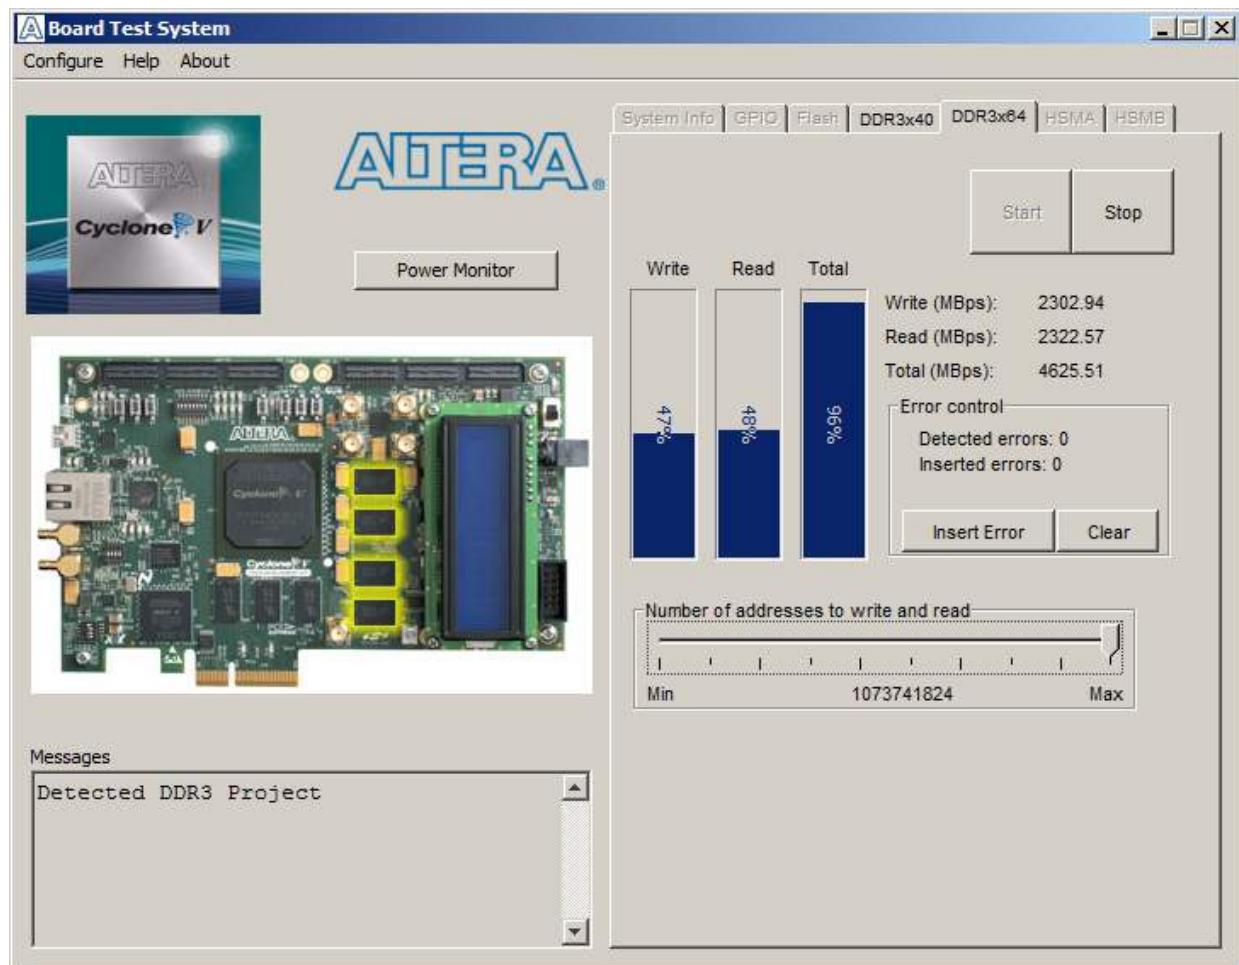 Board Test System
Configure Help About
ALTERA
Cyclone V
ALTERA®
Power Monitor
ALTERA
Cyclone V
Cyclone V
Messages
Detected DDR3 Project
System Info GPIO Flash DDR3x40 DDR3x64 HSMA HSMB
Start Stop
Write Read Total
47% 48% 96%
Write (MBps): 2302.94
Read (MBps): 2322.57
Total (MBps): 4625.51
Error control
Detected errors: 0
Inserted errors: 0
Insert Error Clear
Number of addresses to write and read
Min 1073741824 Max